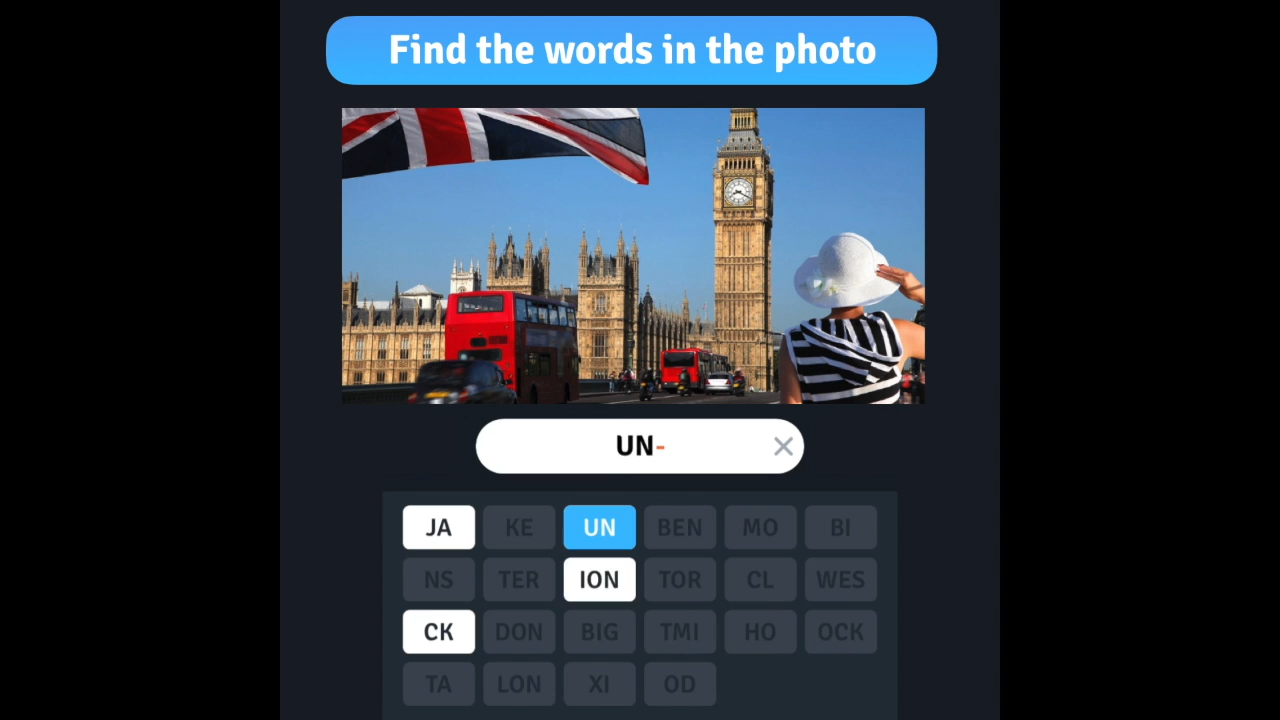 Find the words in the photo
UN-
JA KE UN BEN MO BI
NS TER ION TOR CL WES
CK DON BIG TMI HO OCK
TA LON XI OD